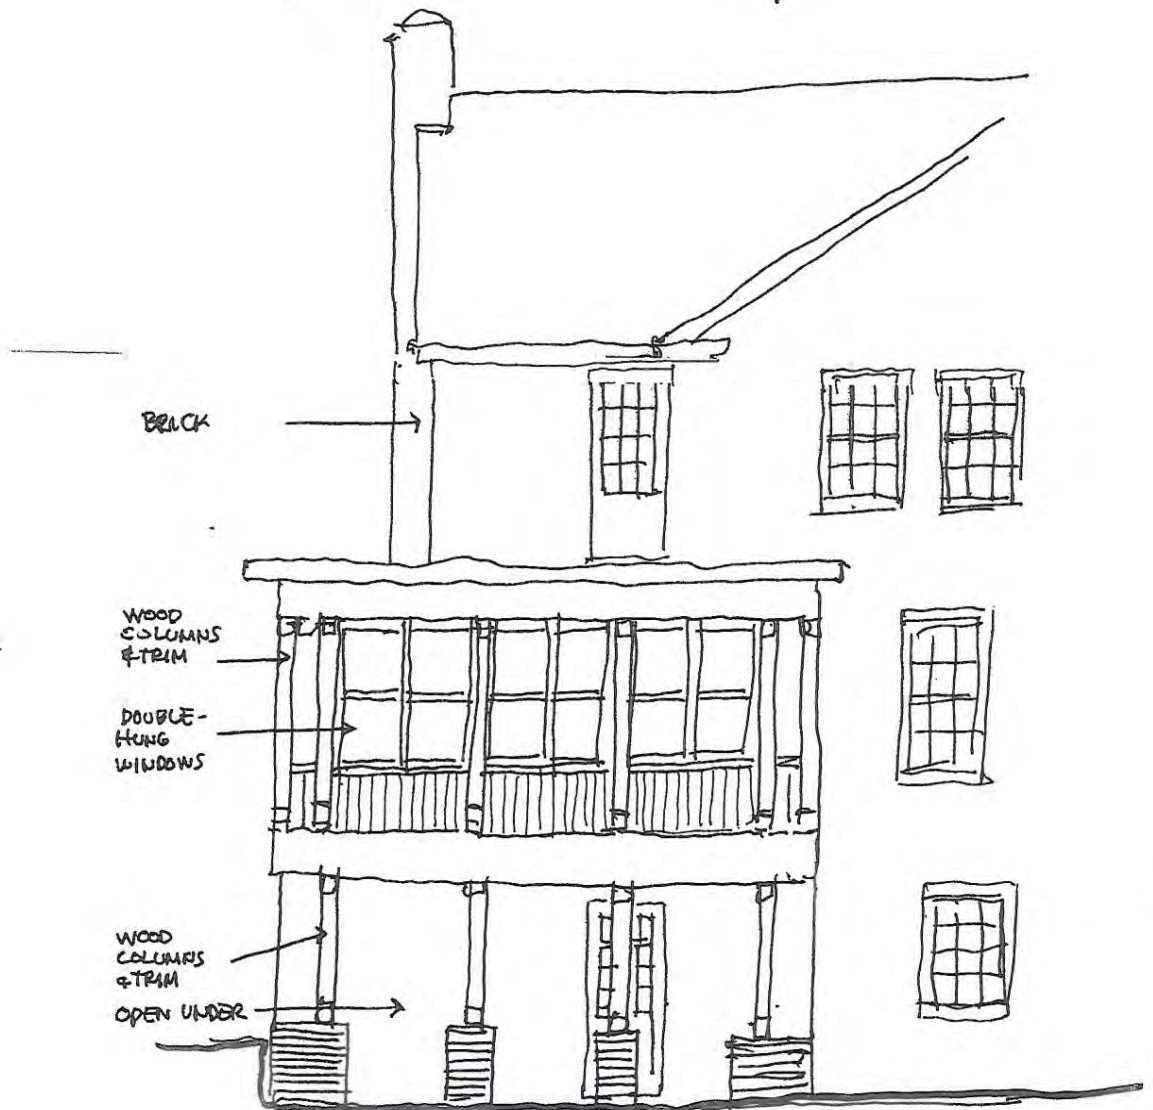 BRICK
WOOD
COLUMNS
& TRIM
DOUBLE-
HUNG
WINDOWS
WOOD
COLUMNS
& TRIM
OPEN UNDER